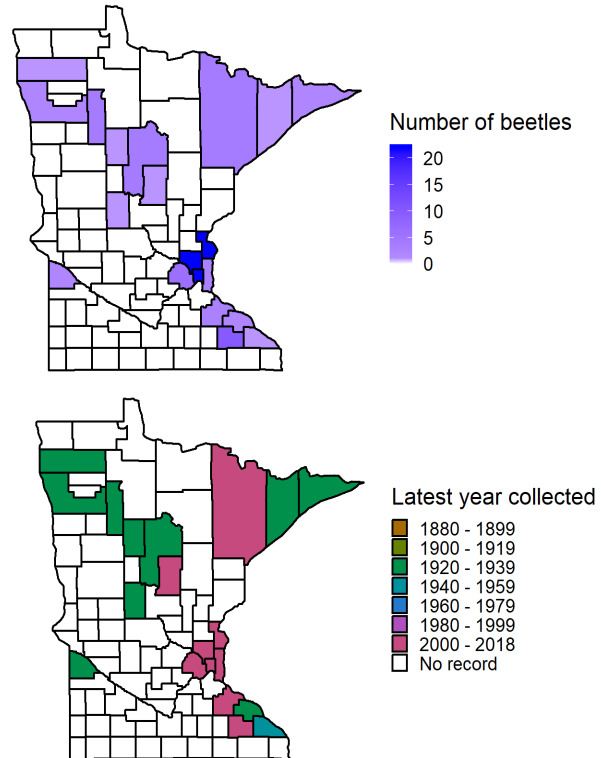 Number of beetles
20
15
10
5
0
Latest year collected
1880 - 1899
1900 - 1919
1920 - 1939
1940 - 1959
1960 - 1979
1980 - 1999
2000 - 2018
No record